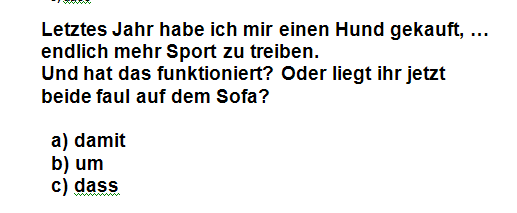 Letztes Jahr habe ich mir einen Hund gekauft, …
endlich mehr Sport zu treiben.
Und hat das funktioniert? Oder liegt ihr jetzt
beide faul auf dem Sofa?
a) damit
b) um
c) dass